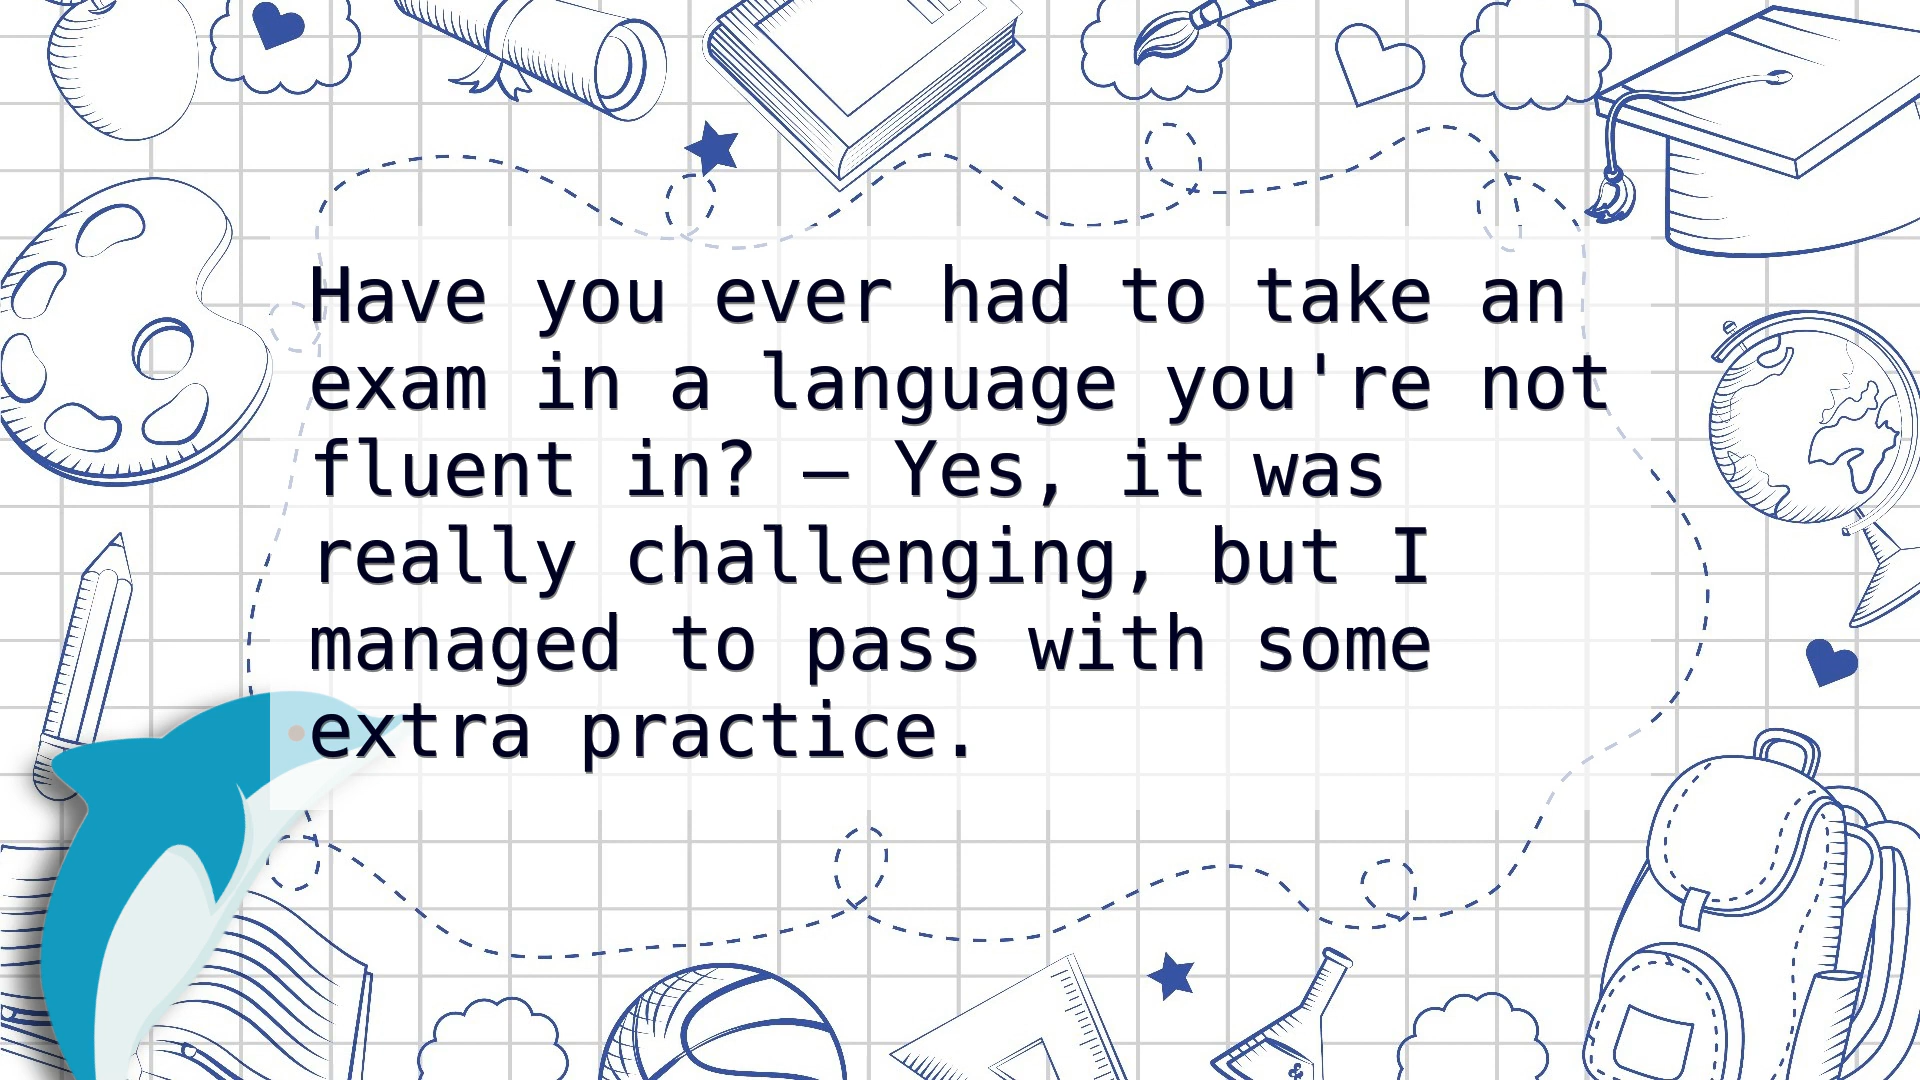 Have you ever had to take an
exam in a language you're not
fluent in? – Yes, it was
really challenging, but I
managed to pass with some
extra practice.